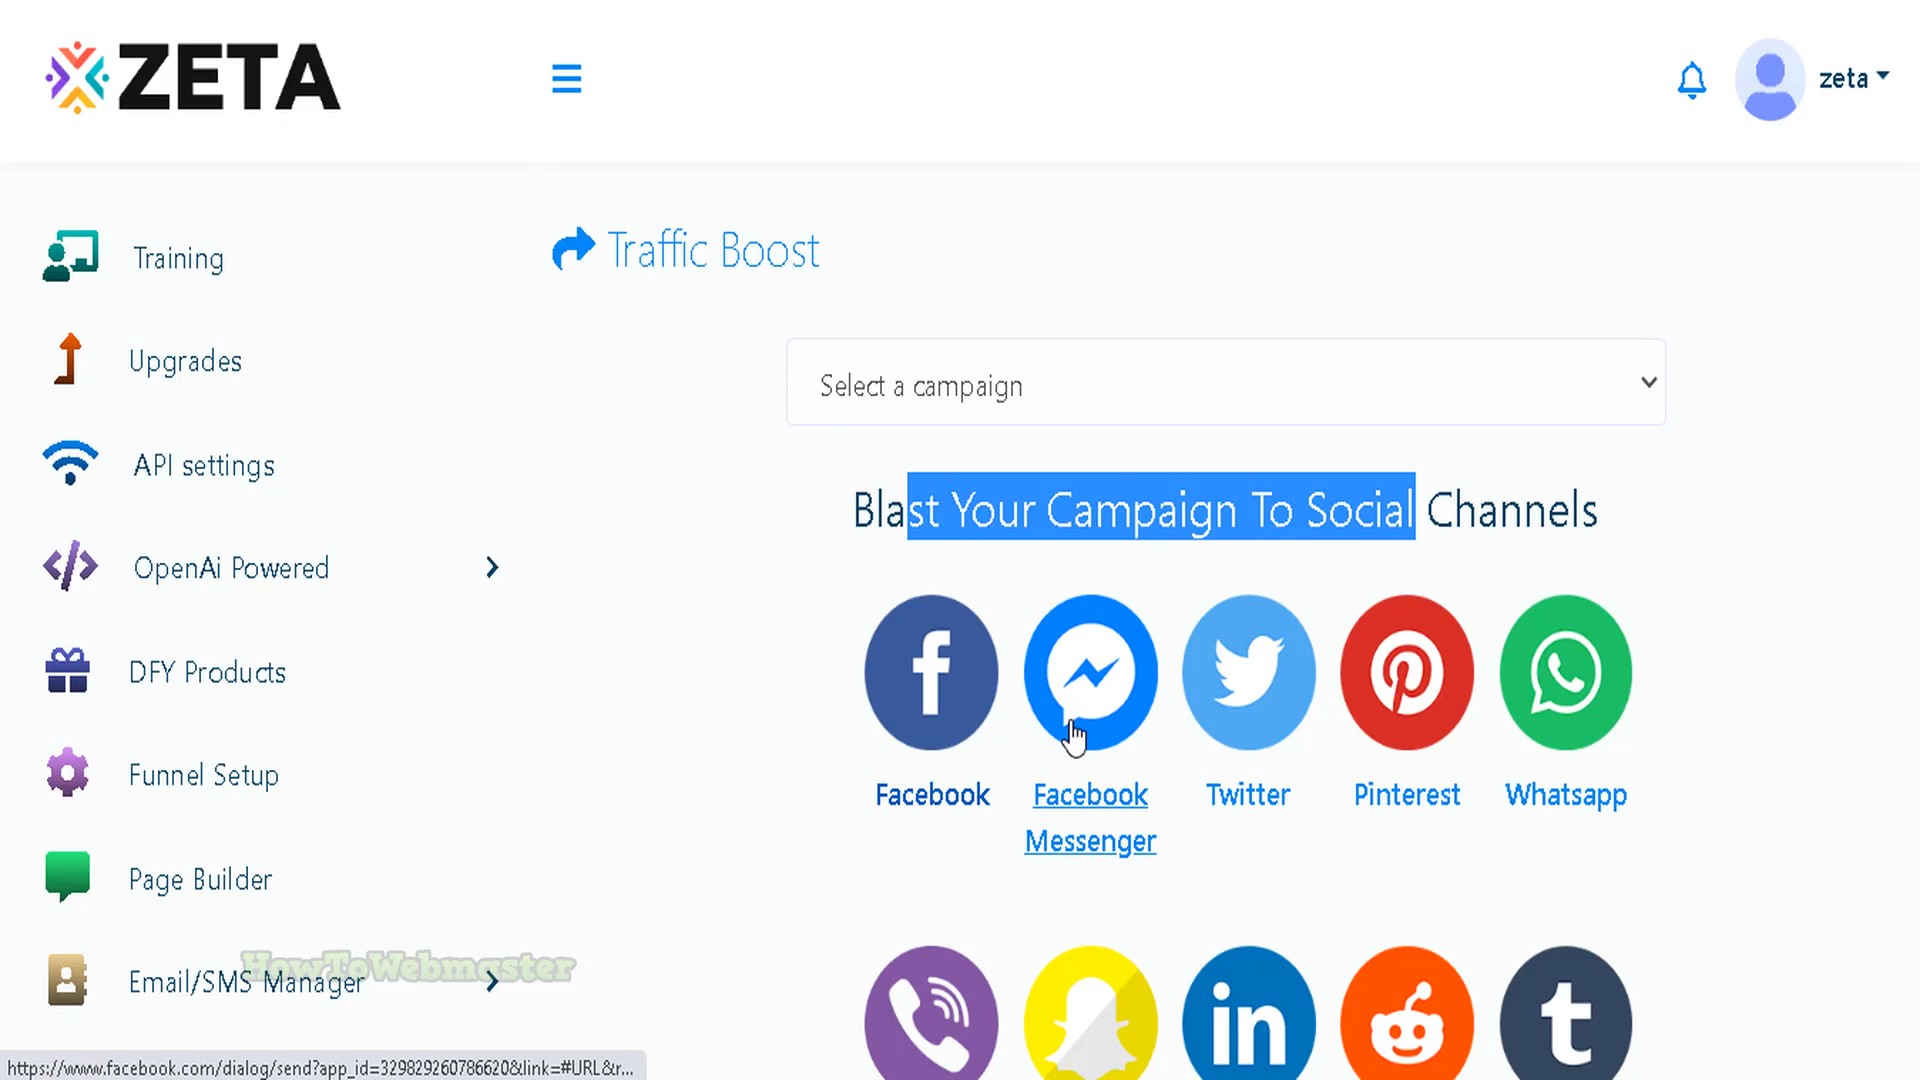 ZETA
zeta
Training
Upgrades
API settings
OpenAi Powered
DFY Products
Funnel Setup
Page Builder
Email/SMS Manager
HowToWebmaster
Traffic Boost
Select a campaign
Blast Your Campaign To Social Channels
Facebook
Facebook
Messenger
Twitter
Pinterest
Whatsapp
https://www.facebook.com/dialog/send?app_id=329829260786620&link=#URL&r...